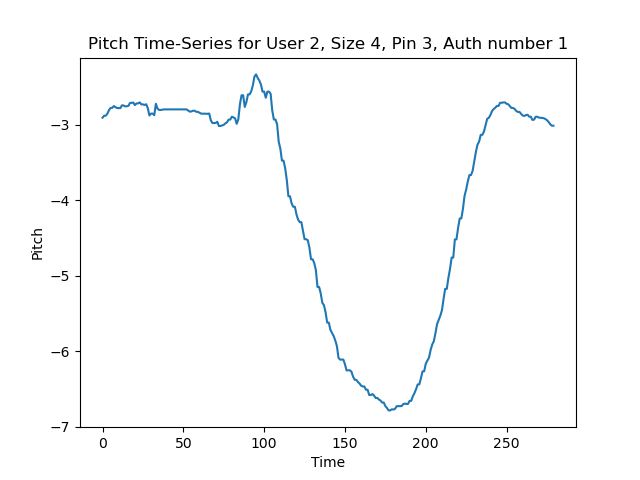 Pitch Time-Series for User 2, Size 4, Pin 3, Auth number 1
Pitch
−3
−4
−5
−6
−7
0 50 100 150 200 250
Time